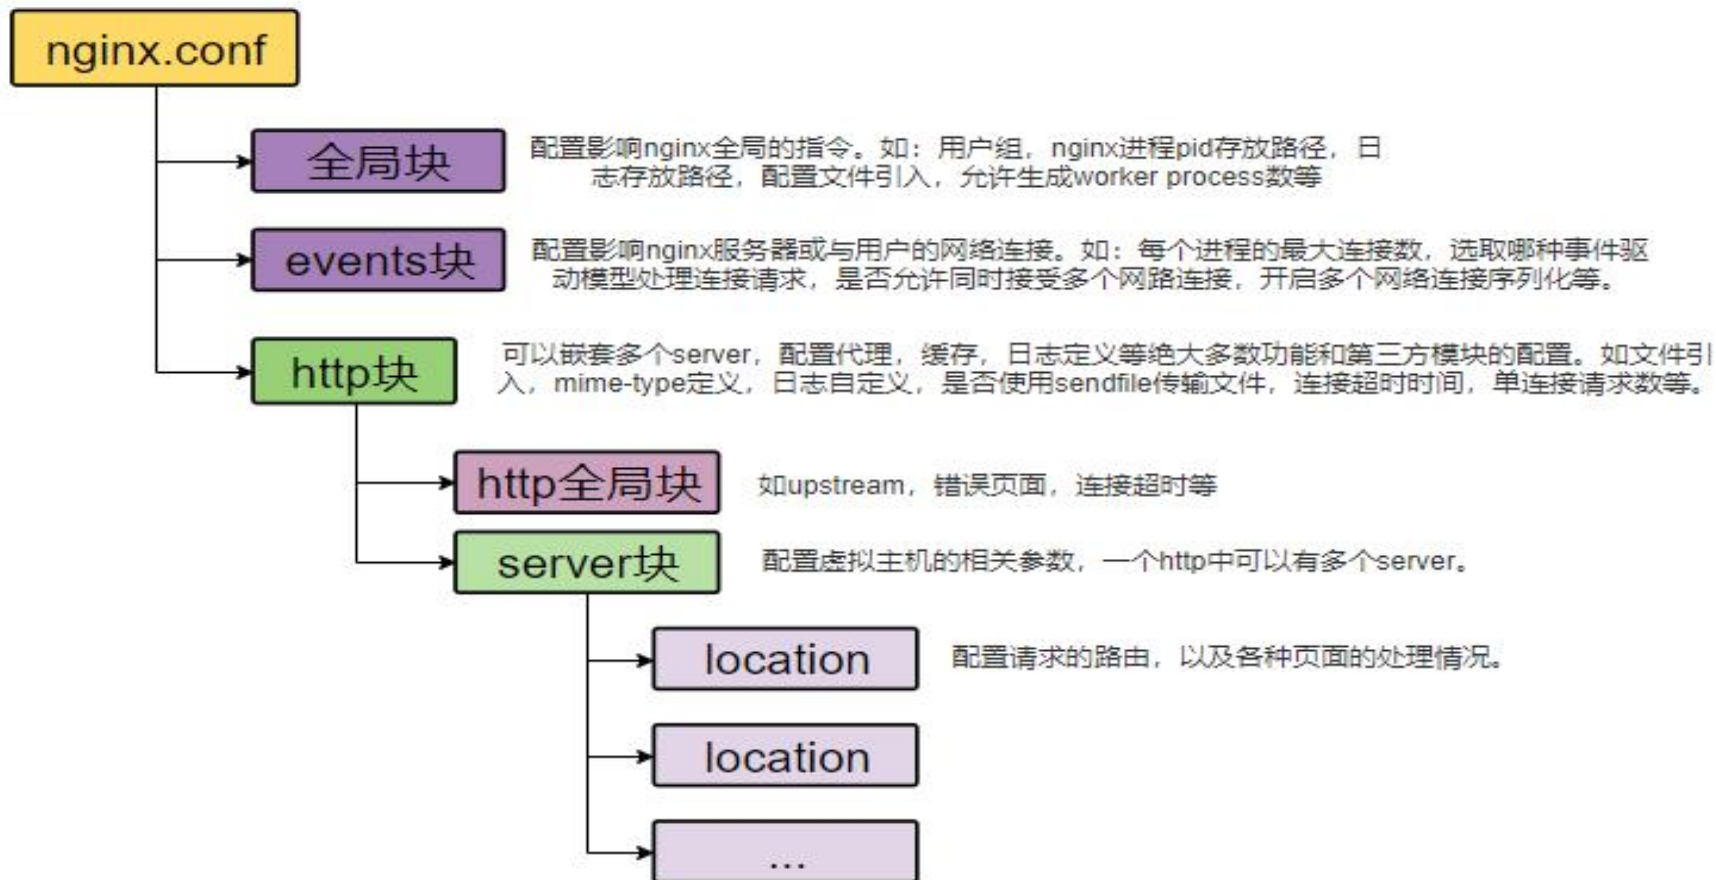 nginx.conf
全局块
配置影响nginx全局的指令。如：用户组，nginx进程pid存放路径，日
志存放路径，配置文件引入，允许生成worker process数等
events块
配置影响nginx服务器或与用户的网络连接。如：每个进程的最大连接数，选取哪种事件驱
动模型处理连接请求，是否允许同时接受多个网路连接，开启多个网络连接序列化等。
http块
可以嵌套多个server，配置代理，缓存，日志定义等绝大多数功能和第三方模块的配置。如文件引
入，mime-type定义，日志自定义，是否使用sendfile传输文件，连接超时时间，单连接请求数等。
http全局块
如upstream，错误页面，连接超时等
server块
配置虚拟主机的相关参数，一个http中可以有多个server。
location
配置请求的路由，以及各种页面的处理情况。
location
...